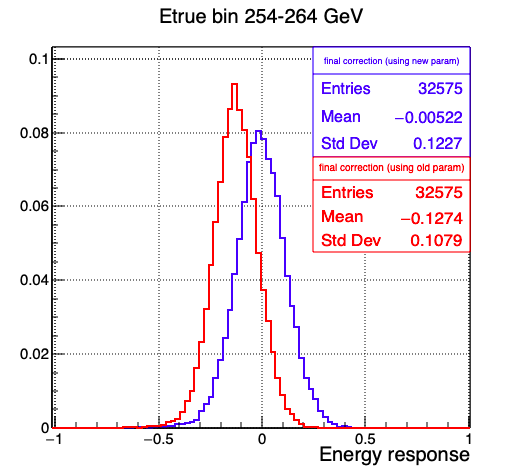 Etrue bin 254-264 GeV
final correction (using new param)
Entries 32575
Mean −0.00522
Std Dev 0.1227
final correction (using old param)
Entries 32575
Mean −0.1274
Std Dev 0.1079
0.1
0.08
0.06
0.04
0.02
0
−1 −0.5 0 0.5 1
Energy response